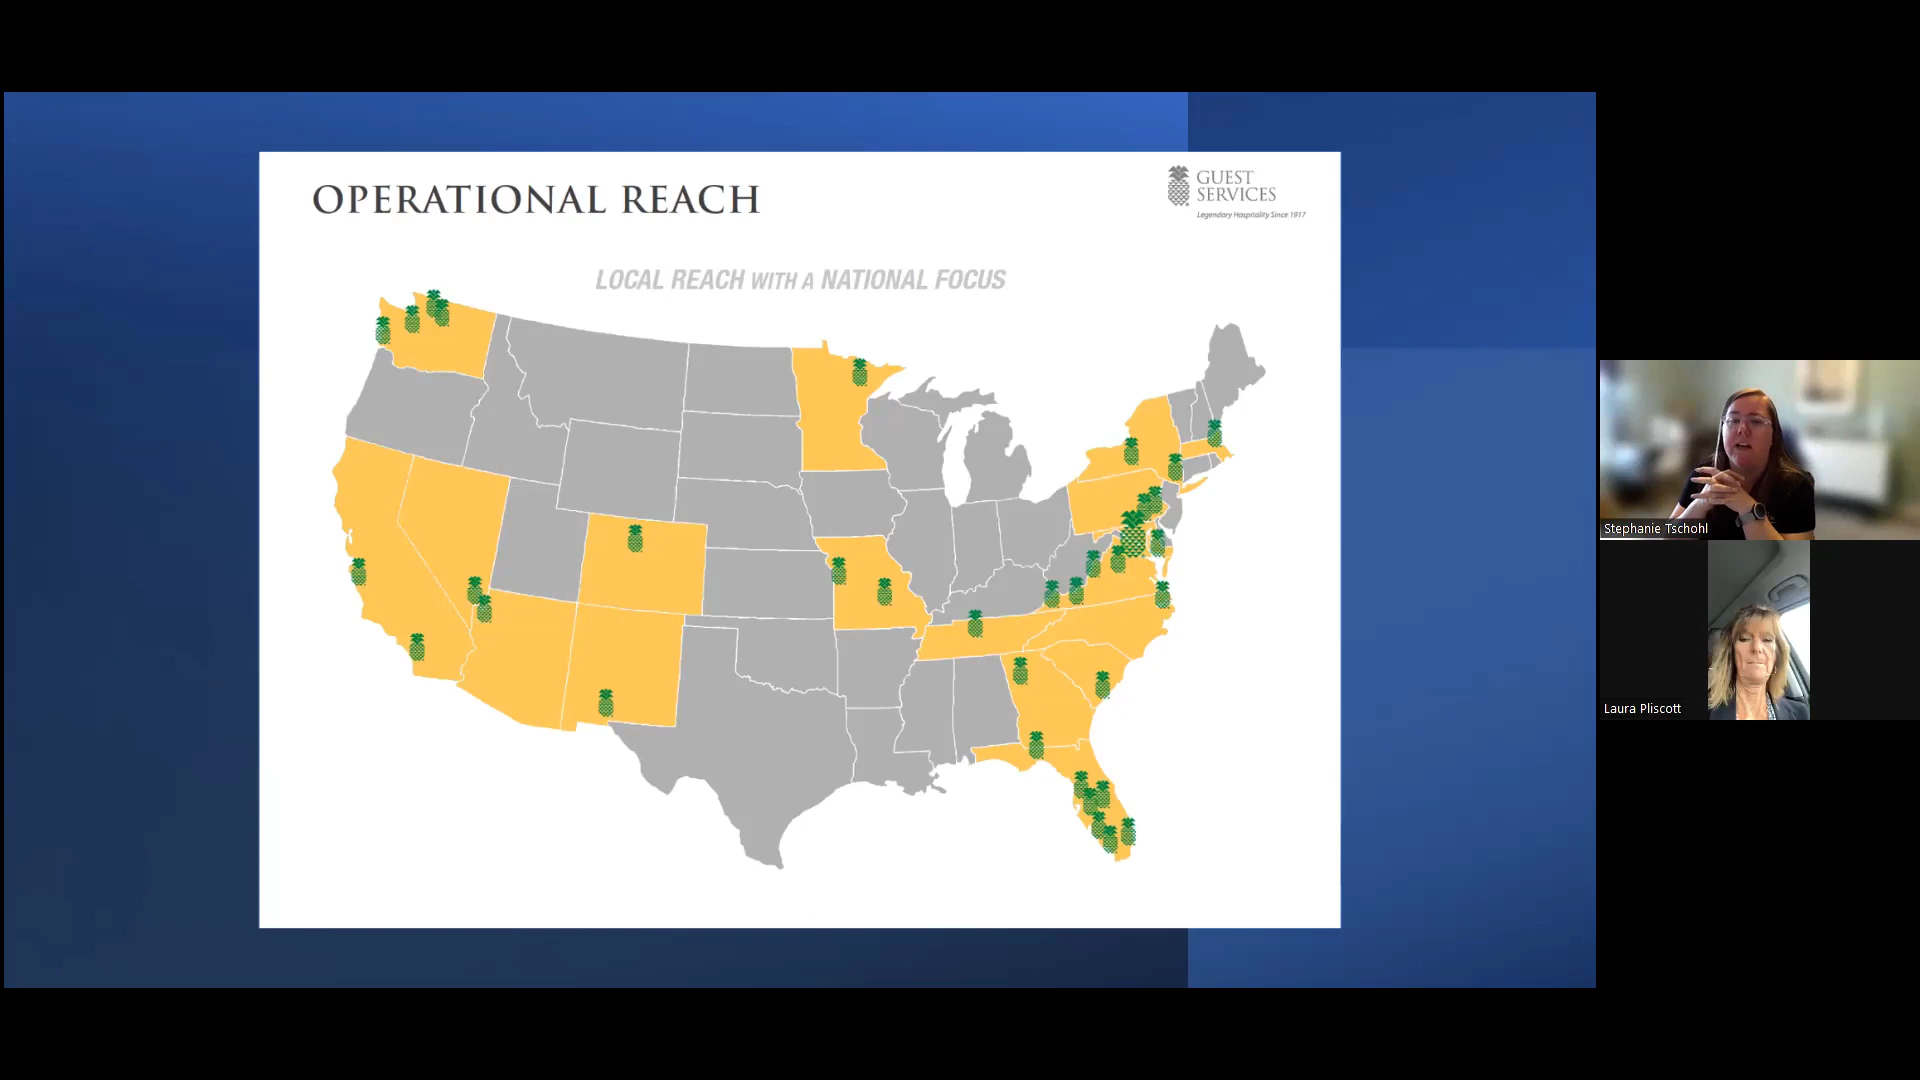 OPERATIONAL REACH
GUEST
SERVICES
Legendary Hospitality Since 1917
LOCAL REACH WITH A NATIONAL FOCUS
Stephanie Tschohl
Laura Pliscott